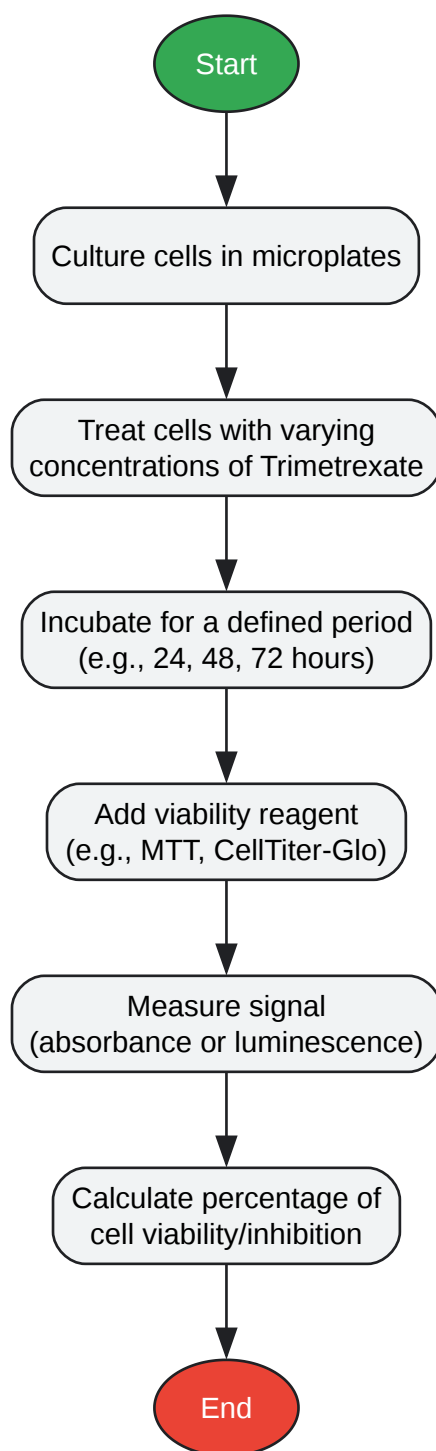 Start
Culture cells in microplates
Treat cells with varying
concentrations of Trimetrexate
Incubate for a defined period
(e.g., 24, 48, 72 hours)
Add viability reagent
(e.g., MTT, CellTiter-Glo)
Measure signal
(absorbance or luminescence)
Calculate percentage of
cell viability/inhibition
End